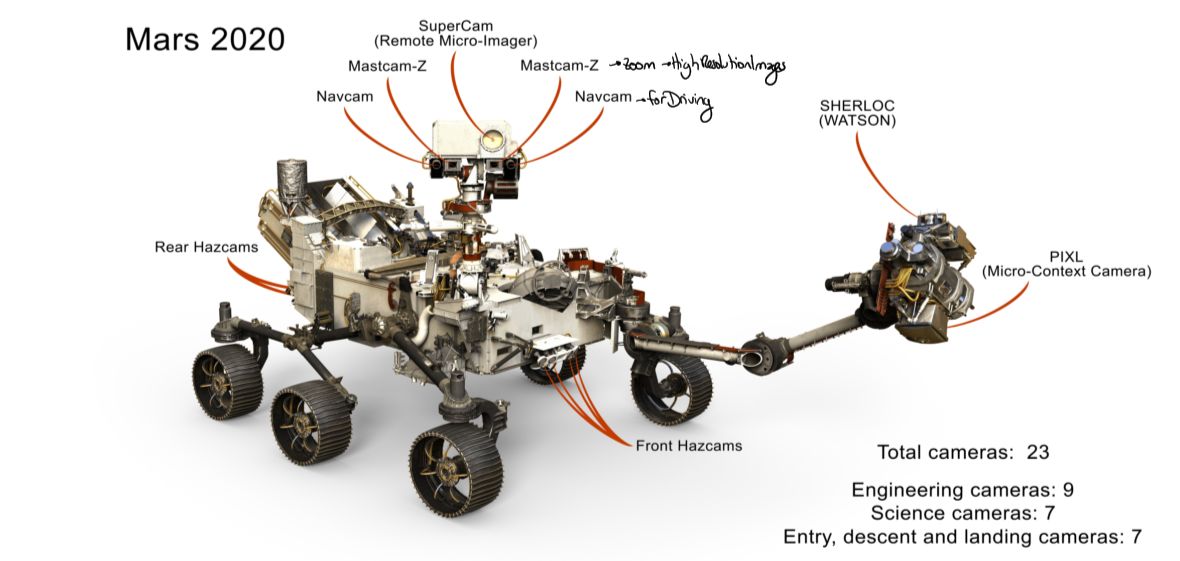 Mars 2020
SuperCam
(Remote Micro-Imager)
Mastcam-Z
Mastcam-Z →Zoom →High Resolution Images
Navcam
Navcam →for Driving
SHERLOC
(WATSON)
Rear Hazcams
PIXL
(Micro-Context Camera)
Front Hazcams
Total cameras: 23
Engineering cameras: 9
Science cameras: 7
Entry, descent and landing cameras: 7